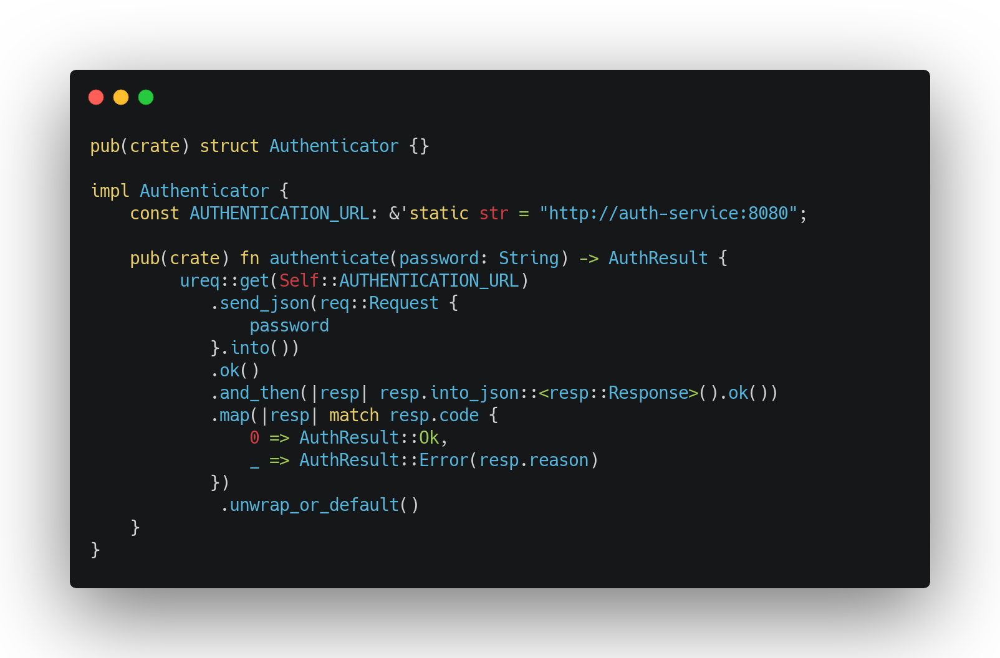 pub(crate) struct Authenticator {}

impl Authenticator {
    const AUTHENTICATION_URL: &'static str = "http://auth-service:8080";

    pub(crate) fn authenticate(password: String) -> AuthResult {
         ureq::get(Self::AUTHENTICATION_URL)
            .send_json(req::Request {
                password
            }.into())
            .ok()
            .and_then(|resp| resp.into_json::<resp::Response>().ok())
            .map(|resp| match resp.code {
                0 => AuthResult::Ok,
                _ => AuthResult::Error(resp.reason)
            })
             .unwrap_or_default()
    }
}